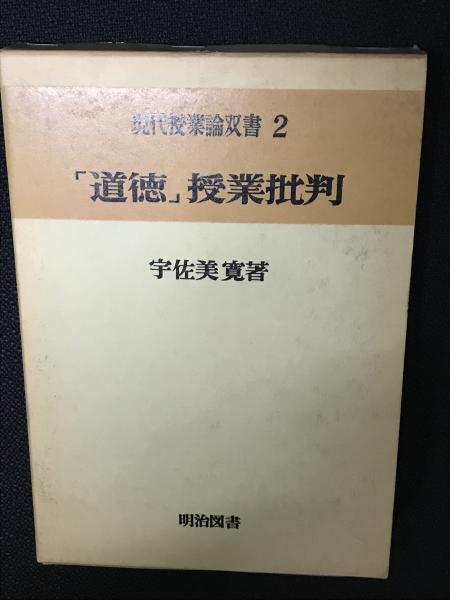 現代授業論双書 2
「道徳」授業批判
宇佐美寛著
明治図書